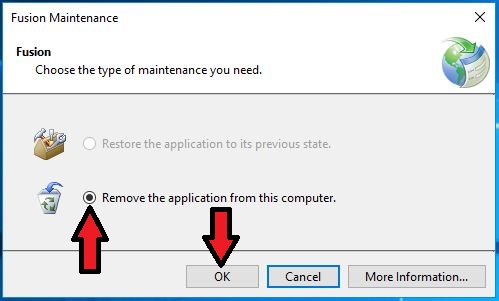 Fusion Maintenance
Fusion
Choose the type of maintenance you need.
Restore the application to its previous state.
Remove the application from this computer.
OK
Cancel
More Information...